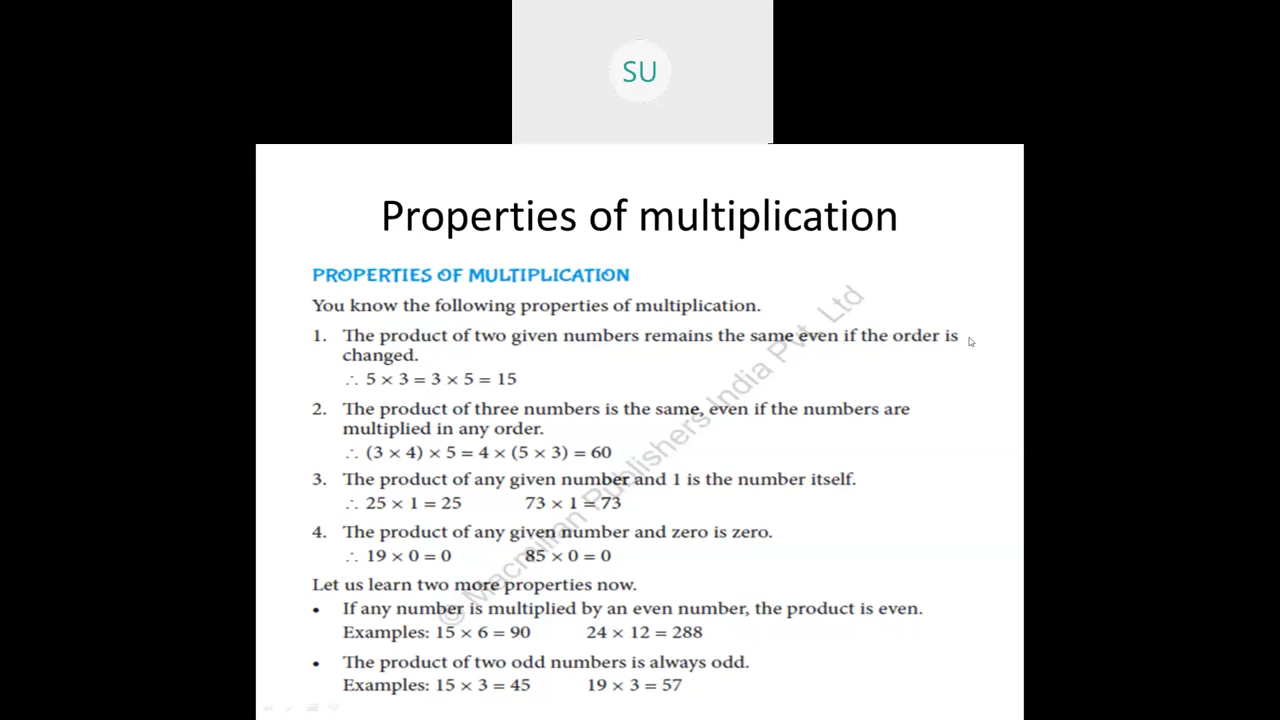 SU
Properties of multiplication
PROPERTIES OF MULTIPLICATION
You know the following properties of multiplication.
1. The product of two given numbers remains the same even if the order is
changed.
∴ 5 × 3 = 3 × 5 = 15
2. The product of three numbers is the same, even if the numbers are
multiplied in any order.
∴ (3 × 4) × 5 = 4 × (5 × 3) = 60
3. The product of any given number and 1 is the number itself.
∴ 25 × 1 = 25 73 × 1 = 73
4. The product of any given number and zero is zero.
∴ 19 × 0 = 0 85 × 0 = 0
Let us learn two more properties now.
• If any number is multiplied by an even number, the product is even.
Examples: 15 × 6 = 90 24 × 12 = 288
• The product of two odd numbers is always odd.
Examples: 15 × 3 = 45 19 × 3 = 57
© Macmillan Publishers India Pvt. Ltd